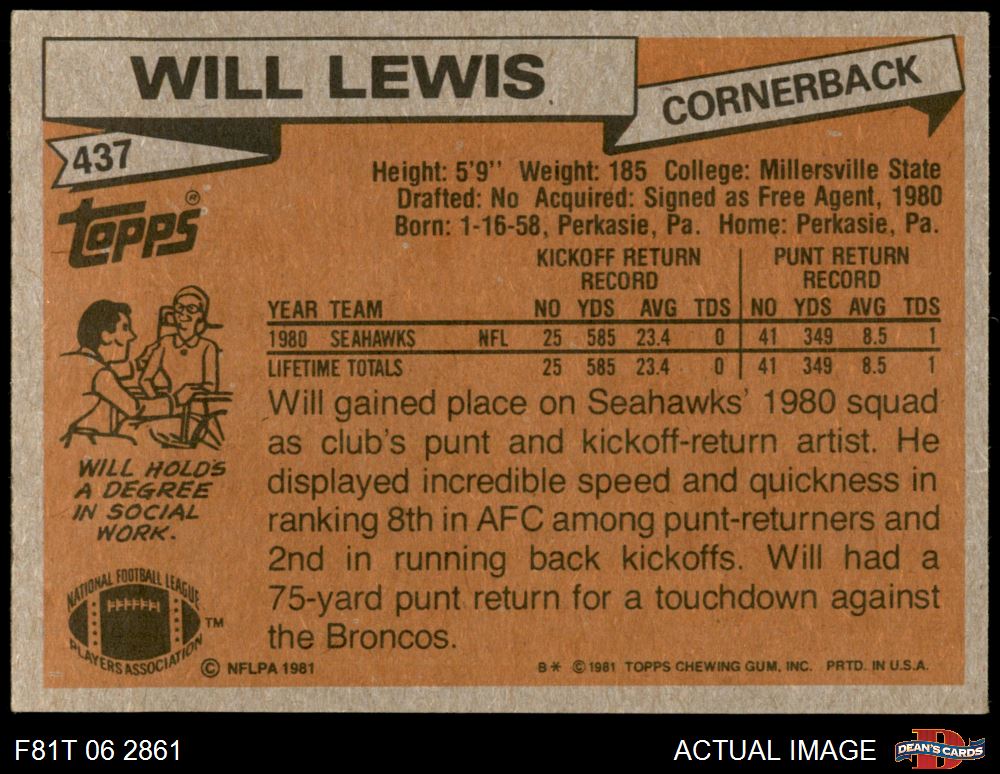 WILL LEWIS
CORNERBACK
437
Height: 5'9'' Weight: 185 College: Millersville State
Drafted: No Acquired: Signed as Free Agent, 1980
Born: 1-16-58, Perkasie, Pa. Home: Perkasie, Pa.
TOPPS®
KICKOFF RETURN RECORD PUNT RETURN RECORD
YEAR TEAM NO YDS AVG TDS NO YDS AVG TDS
1980 SEAHAWKS NFL 25 585 23.4 0 41 349 8.5 1
LIFETIME TOTALS 25 585 23.4 0 41 349 8.5 1
Will gained place on Seahawks' 1980 squad
as club's punt and kickoff-return artist. He
displayed incredible speed and quickness in
ranking 8th in AFC among punt-returners and
2nd in running back kickoffs. Will had a
75-yard punt return for a touchdown against
the Broncos.
WILL HOLDS
A DEGREE
IN SOCIAL
WORK.
NATIONAL FOOTBALL LEAGUE
PLAYERS ASSOCIATION
TM
© NFLPA 1981
B* © 1981 TOPPS CHEWING GUM, INC. PRTD. IN U.S.A.
F81T 06 2861
ACTUAL IMAGE
D
DEAN'S CARDS